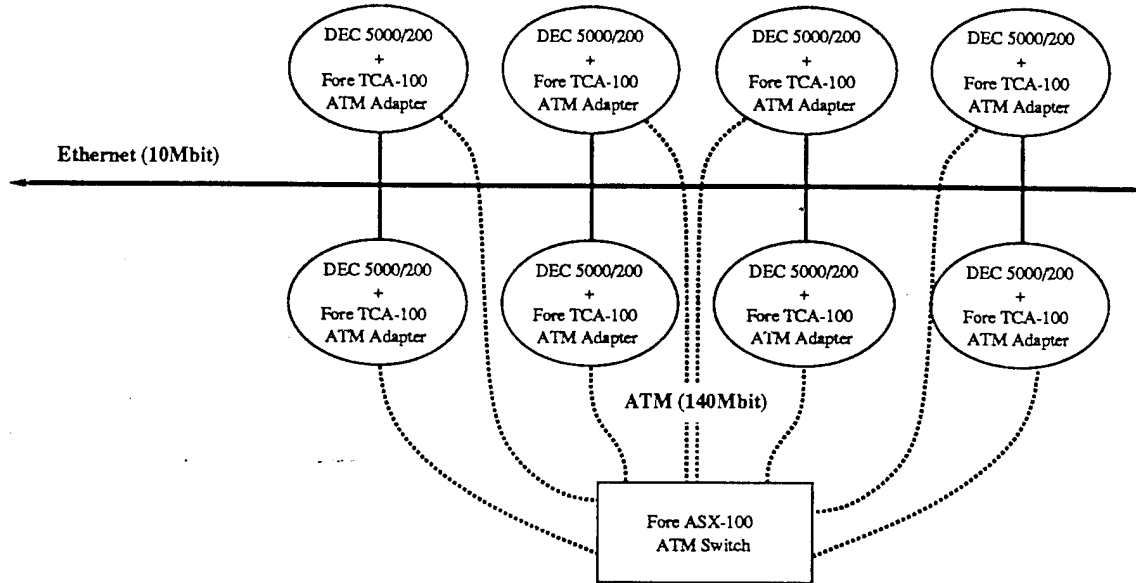 DEC 5000/200
+
Fore TCA-100
ATM Adapter
DEC 5000/200
+
Fore TCA-100
ATM Adapter
DEC 5000/200
+
Fore TCA-100
ATM Adapter
DEC 5000/200
+
Fore TCA-100
ATM Adapter
Ethernet (10Mbit)
DEC 5000/200
+
Fore TCA-100
ATM Adapter
DEC 5000/200
+
Fore TCA-100
ATM Adapter
DEC 5000/200
+
Fore TCA-100
ATM Adapter
DEC 5000/200
+
Fore TCA-100
ATM Adapter
ATM (140Mbit)
Fore ASX-100
ATM Switch